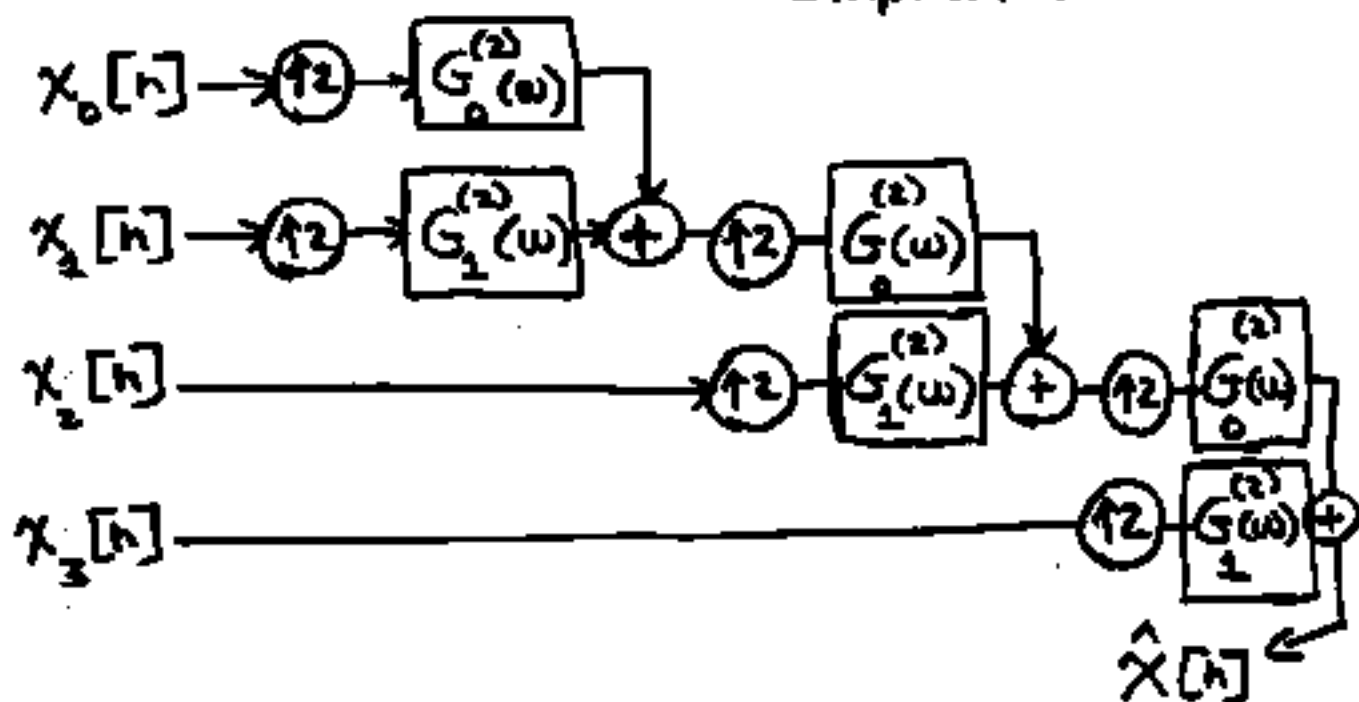 x₀[n] ↑2 G₀⁽²⁾(ω)
x₁[n] ↑2 G₁⁽²⁾(ω) + ↑2 G₀⁽²⁾(ω)
x₂[n] ↑2 G₁⁽²⁾(ω) + ↑2 G₀⁽²⁾(ω)
x₃[n] ↑2 G₁⁽²⁾(ω) +
x̂[n]